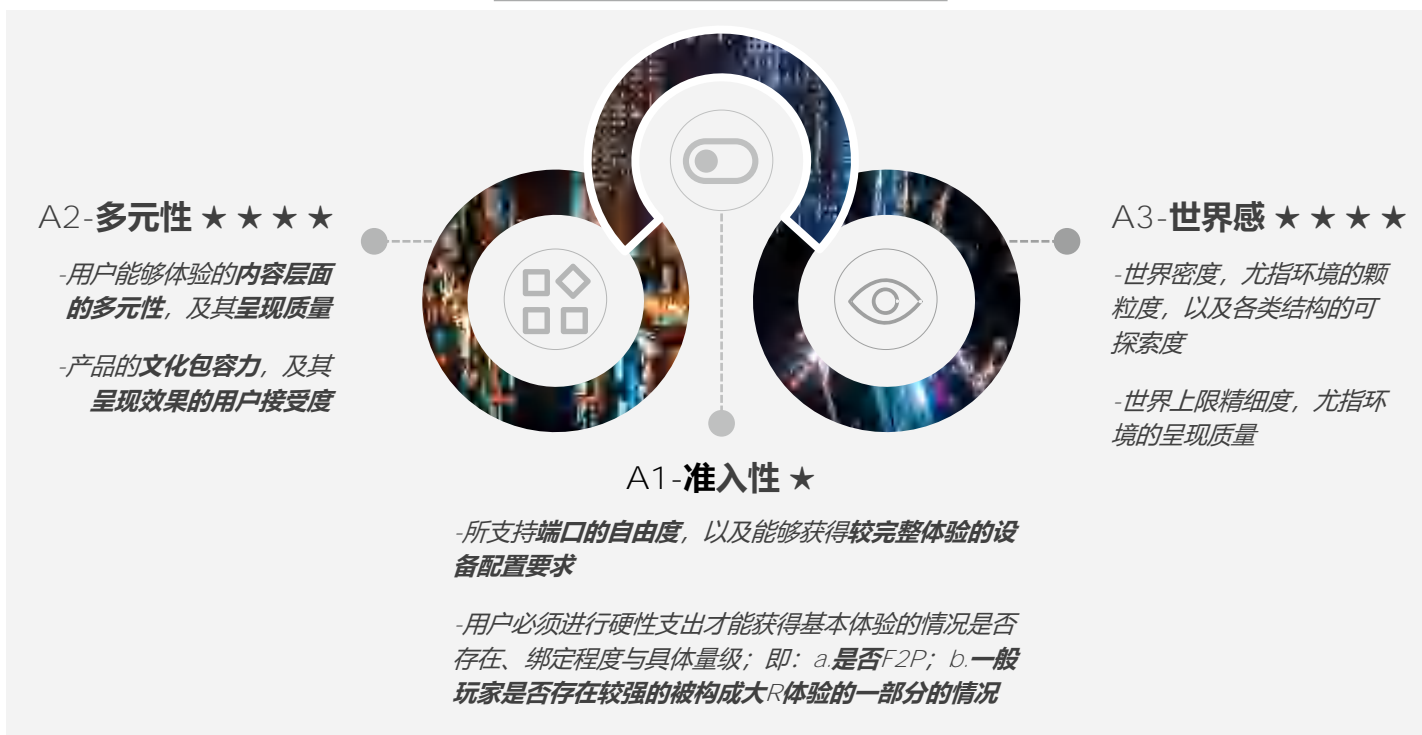 A2-多元性 ★ ★ ★ ★
-用户能够体验的内容层面
的多元性，及其呈现质量
-产品的文化包容力，及其
呈现效果的用户接受度
A1-准入性 ★
-所支持端口的自由度，以及能够获得较完整体验的设
备配置要求
-用户必须进行硬性支出才能获得基本体验的情况是否
存在、绑定程度与具体量级；即：a.是否F2P；b.一般
玩家是否存在较强的被构成大R体验的一部分的情况
A3-世界感 ★ ★ ★ ★
-世界密度，尤指环境的颗
粒度，以及各类结构的可
探索度
-世界上限精细度，尤指环
境的呈现质量